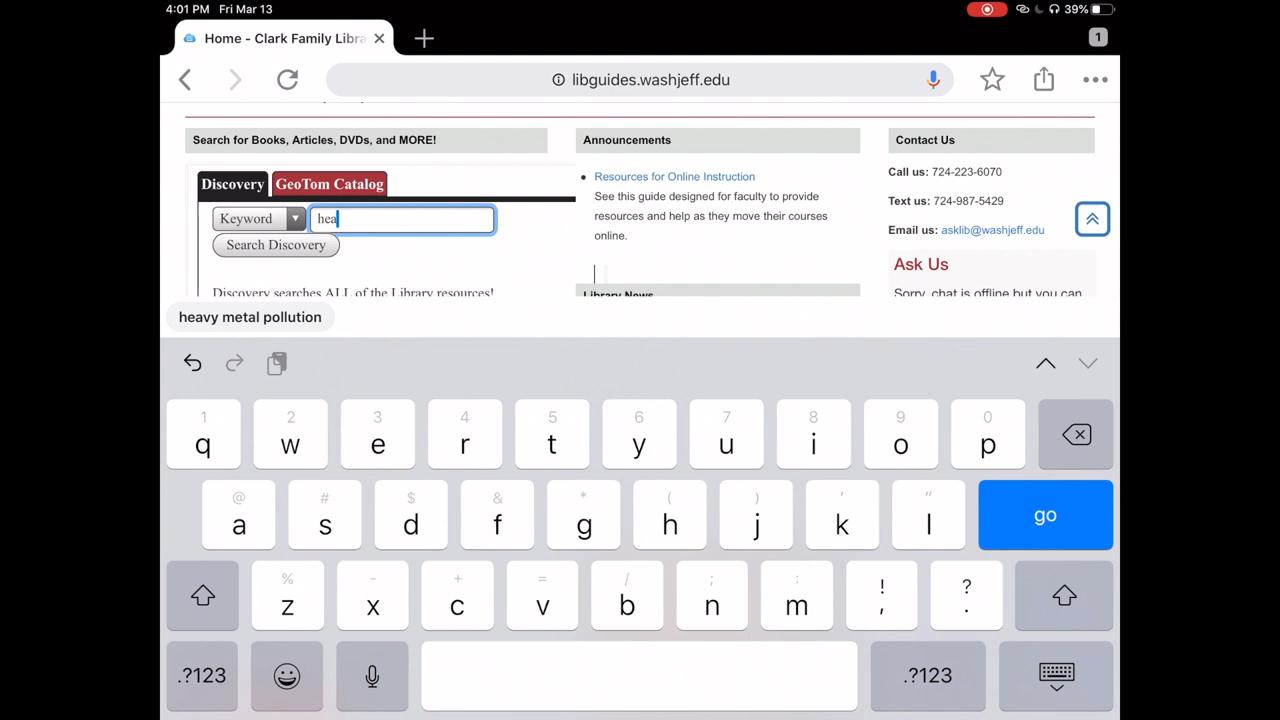 4:01 PM Fri Mar 13
39%
Home - Clark Family Libra
1
libguides.washjeff.edu
Search for Books, Articles, DVDs, and MORE!
Discovery GeoTom Catalog
Keyword hea
Search Discovery
Discovery searches ALL of the Library resources!
Announcements
Resources for Online Instruction
See this guide designed for faculty to provide
resources and help as they move their courses
online.
Library News
Contact Us
Call us: 724-223-6070
Text us: 724-987-5429
Email us: asklib@washjeff.edu
Ask Us
Sorry, chat is offline but you can
heavy metal pollution
1 2 3 4 5 6 7 8 9 0
q w e r t y u i o p
@ # $ & * ( ) ' "
a s d f g h j k l go
% - + = / ; : ! ?
z x c v b n m , .
.?123 .?123